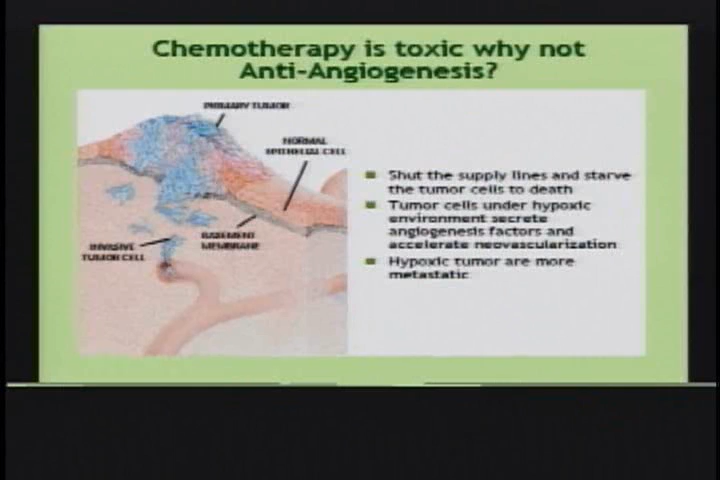 Chemotherapy is toxic why not
Anti-Angiogenesis?
PRIMARY TUMOR
NORMAL
EPITHELIAL CELL
INVASIVE
TUMOR CELL
BASEMENT
MEMBRANE
Shut the supply lines and starve
the tumor cells to death
Tumor cells under hypoxic
environment secrete
angiogenesis factors and
accelerate neovascularization
Hypoxic tumor are more
metastatic